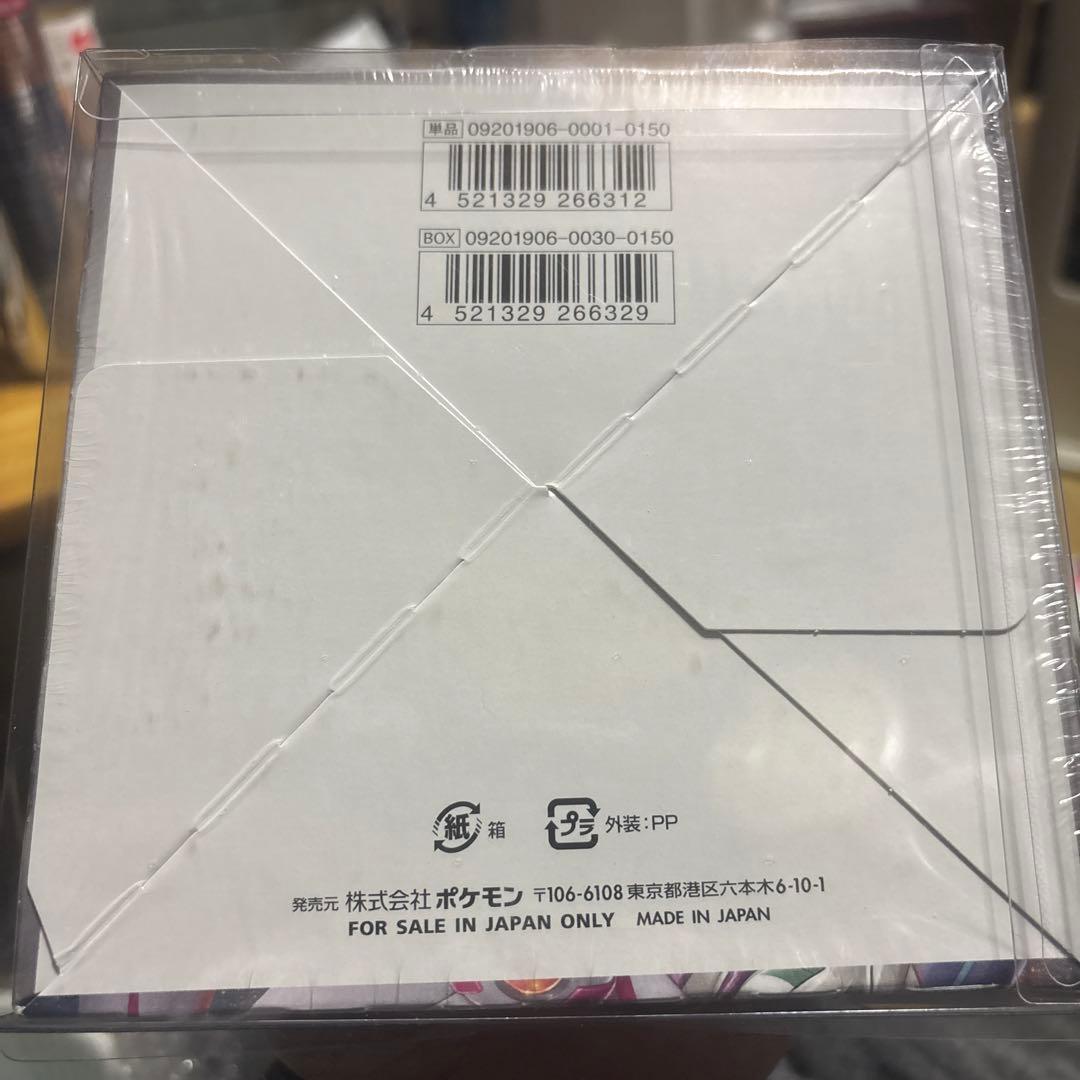 単品 09201906-0001-0150
4 521329 266312
BOX 09201906-0030-0150
4 521329 266329
紙 箱 プラ 外装:PP
発売元 株式会社 ポケモン 〒106-6108 東京都港区六本木6-10-1
FOR SALE IN JAPAN ONLY MADE IN JAPAN